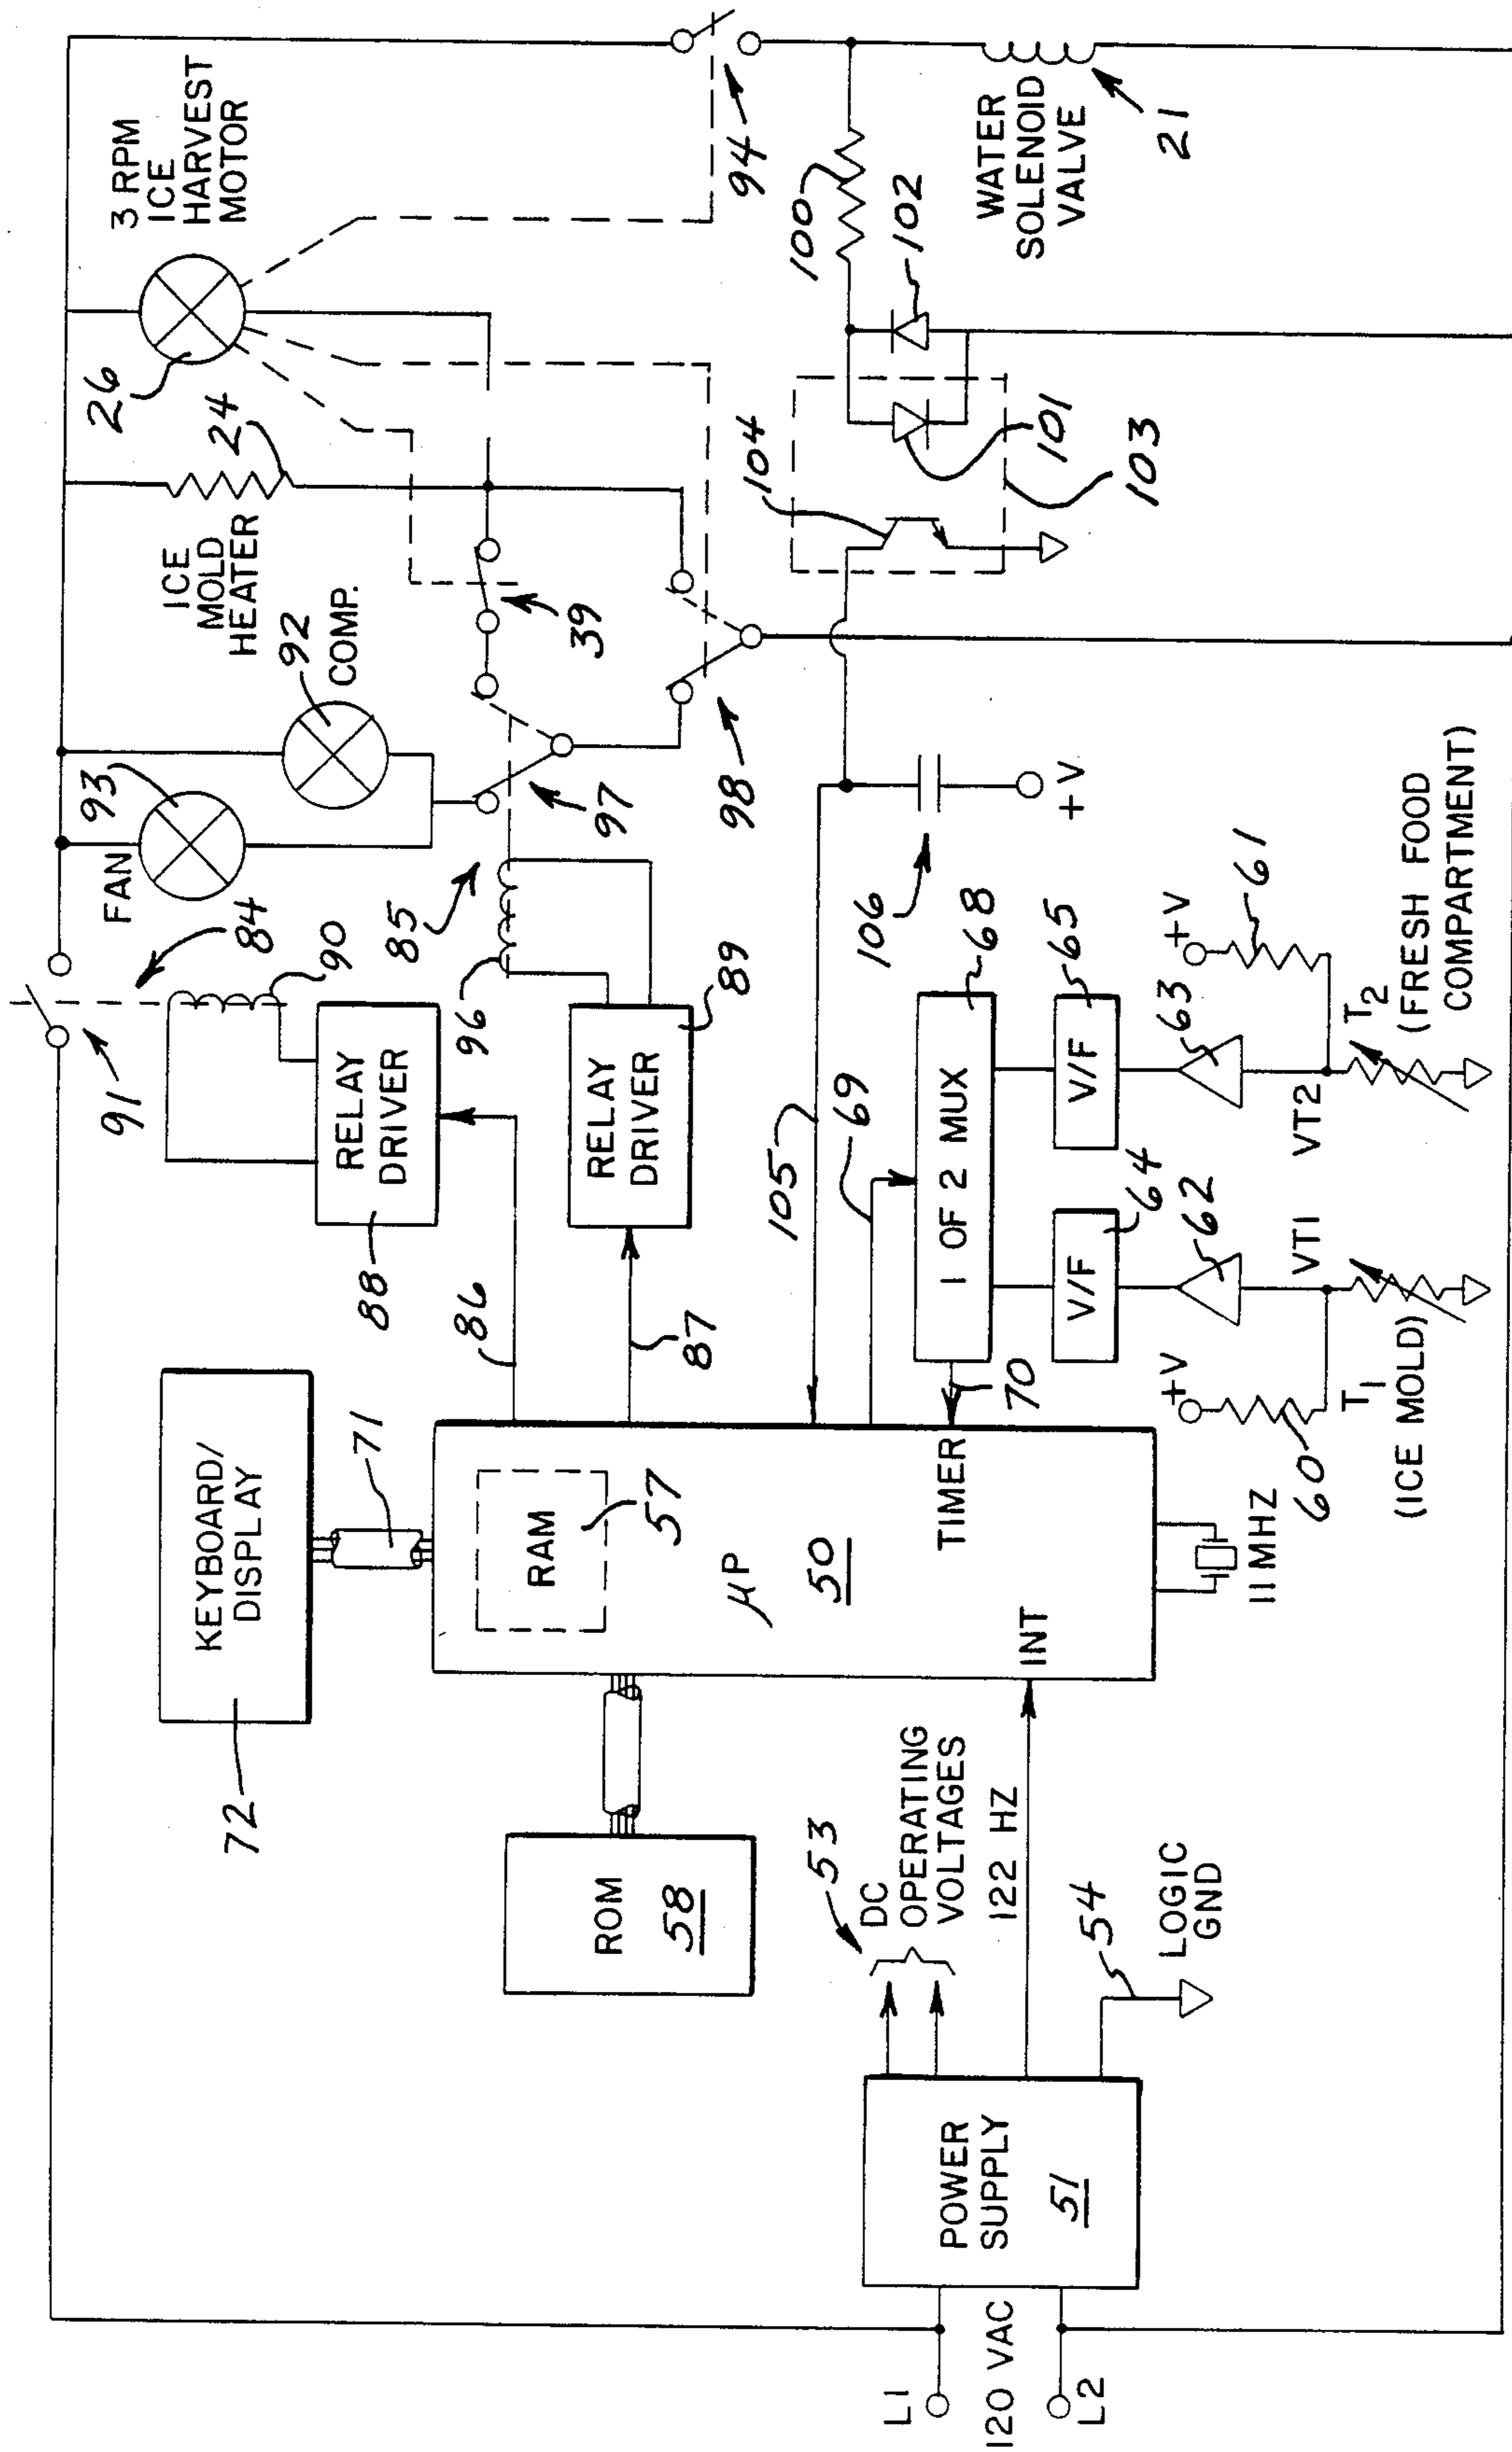 L1
120 VAC
L2
POWER
SUPPLY
51
53
DC
OPERATING
VOLTAGES
122 HZ
54
LOGIC
GND
72
KEYBOARD/
DISPLAY
71
ROM
58
RAM
57
µP
50
INT
TIMER
11 MHZ
86
87
88
RELAY
DRIVER
RELAY
DRIVER
89
90
91
84
85
96
97
98
FAN
93
92
COMP.
ICE
MOLD
HEATER
24
26
3 RPM
ICE
HARVEST
MOTOR
39
94
100
102
101
103
104
WATER
SOLENOID
VALVE
21
105
106
+V
69
70
1 OF 2 MUX
68
V/F
64
V/F
65
62
63
VT1
VT2
+V
60
T1
(ICE MOLD)
+V
61
T2
(FRESH FOOD
COMPARTMENT)